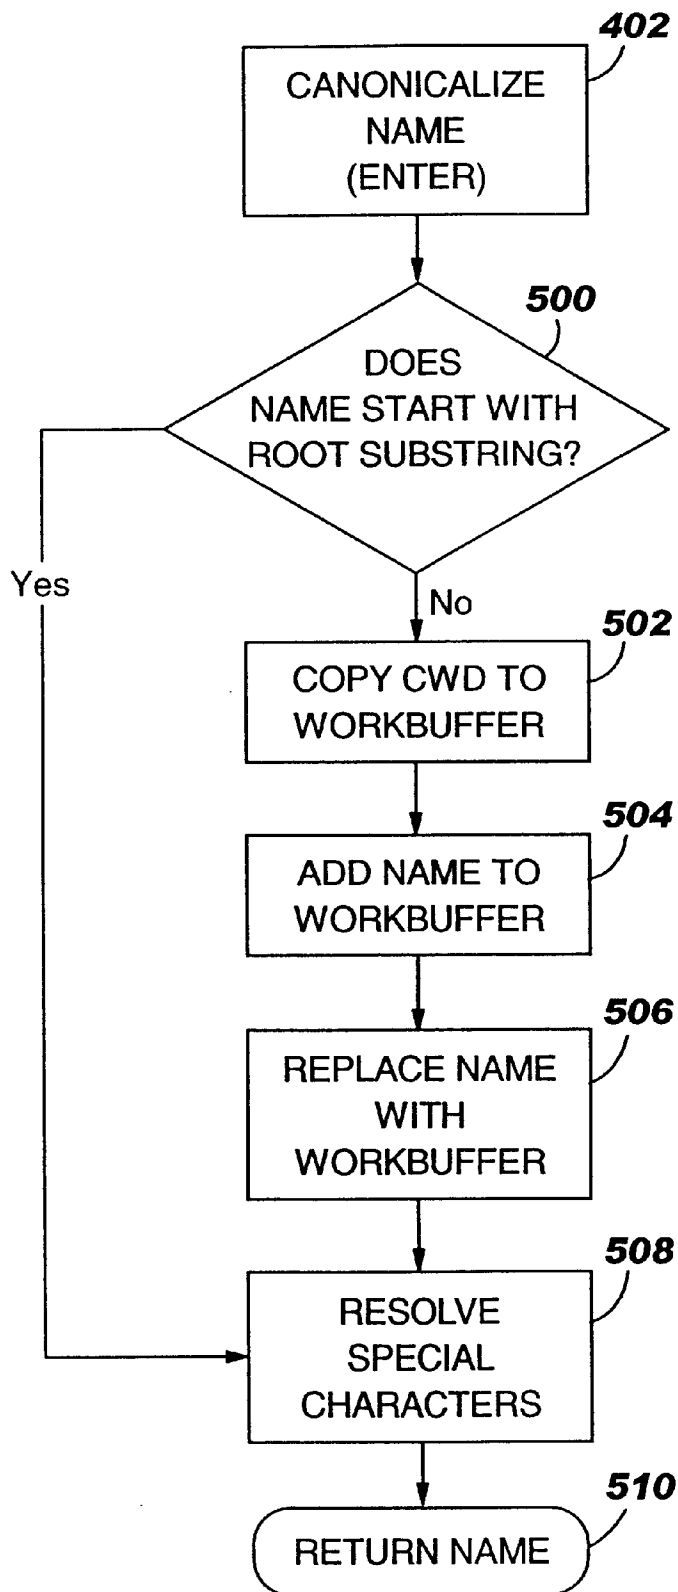 402
CANONICALIZE
NAME
(ENTER)
500
DOES
NAME START WITH
ROOT SUBSTRING?
Yes
No
502
COPY CWD TO
WORKBUFFER
504
ADD NAME TO
WORKBUFFER
506
REPLACE NAME
WITH
WORKBUFFER
508
RESOLVE
SPECIAL
CHARACTERS
510
RETURN NAME